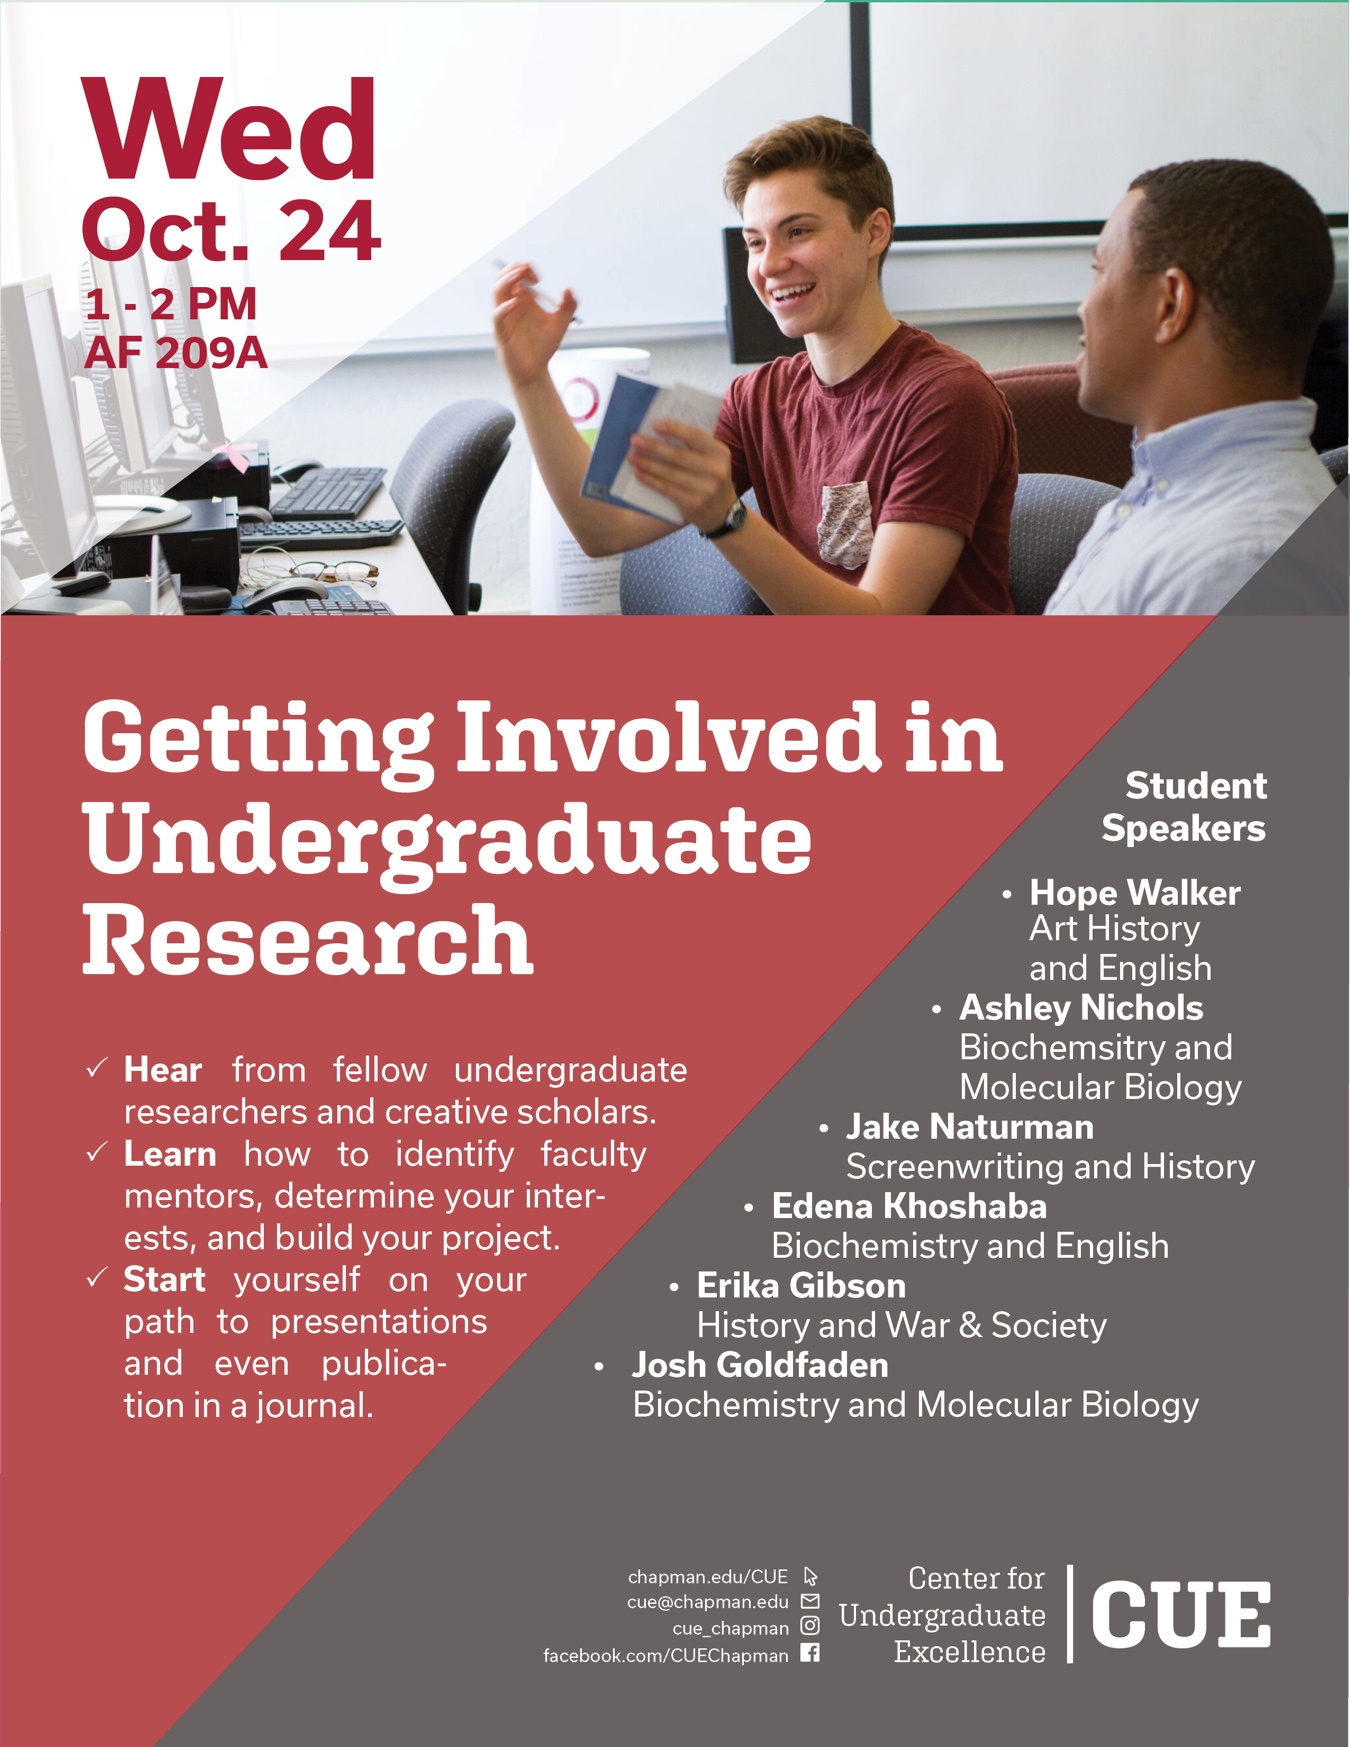 Wed
Oct. 24
1 - 2 PM
AF 209A
Getting Involved in
Undergraduate
Research
✓ Hear from fellow undergraduate
researchers and creative scholars.
✓ Learn how to identify faculty
mentors, determine your inter-
ests, and build your project.
✓ Start yourself on your
path to presentations
and even publica-
tion in a journal.
Student
Speakers
• Hope Walker
Art History
and English
• Ashley Nichols
Biochemsitry and
Molecular Biology
• Jake Naturman
Screenwriting and History
• Edena Khoshaba
Biochemistry and English
• Erika Gibson
History and War & Society
• Josh Goldfaden
Biochemistry and Molecular Biology
chapman.edu/CUE
cue@chapman.edu
cue_chapman
facebook.com/CUEChapman
Center for
Undergraduate
Excellence
CUE